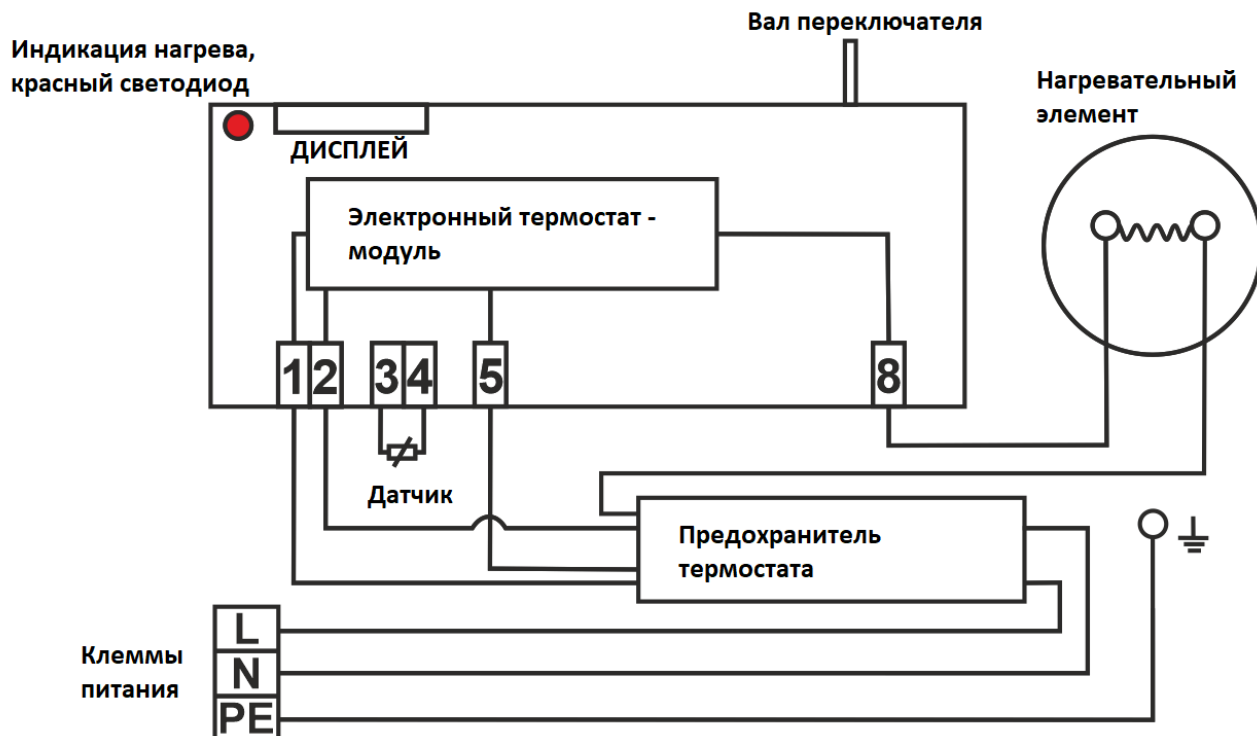 Вал переключателя
Индикация нагрева,
красный светодиод
Нагревательный
элемент
ДИСПЛЕЙ
Электронный термостат -
модуль
1 2 3 4 5 8
Датчик
Предохранитель
термостата
L
Клеммы
питания
N
PE